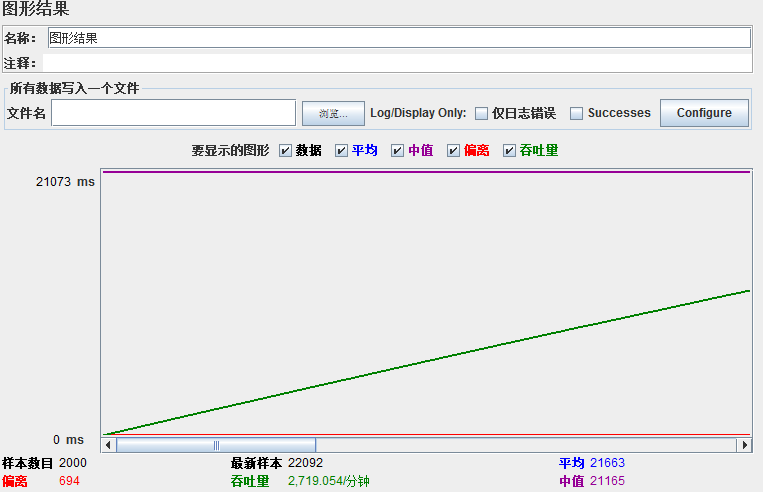 图形结果
名称： 图形结果
注释：
所有数据写入一个文件
文件名 浏览... Log/Display Only: 仅日志错误 Successes Configure
要显示的图形 数据 平均 中值 偏离 吞吐量
21073 ms
0 ms
样本数目 2000 最新样本 22092 平均 21663
偏离 694 吞吐量 2,719.054/分钟 中值 21165